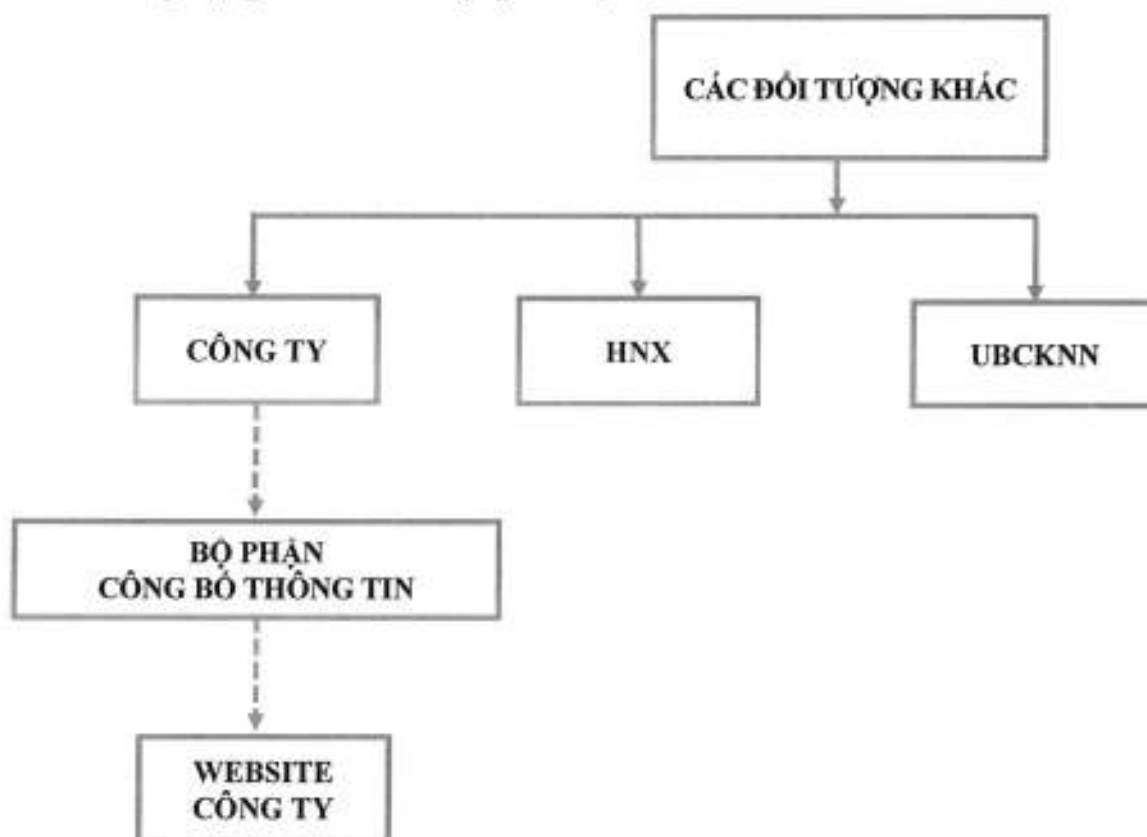 CÁC ĐỐI TƯỢNG KHÁC
CÔNG TY
HNX
UBCKNN
BỘ PHẬN
CÔNG BỐ THÔNG TIN
WEBSITE
CÔNG TY